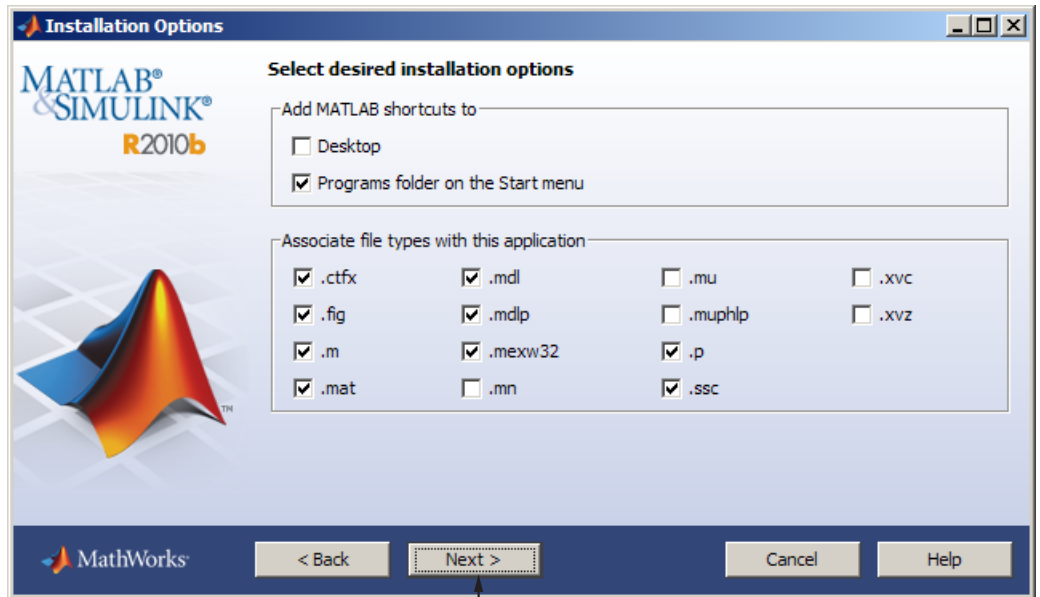 Installation Options
MATLAB®
&SIMULINK®
R2010b
Select desired installation options
Add MATLAB shortcuts to
Desktop
Programs folder on the Start menu
Associate file types with this application
.ctfx .mdl .mu .xvc
.fig .mdlp .muphlp .xvz
.m .mexw32 .p
.mat .mn .ssc
TM
MathWorks
< Back Next > Cancel Help